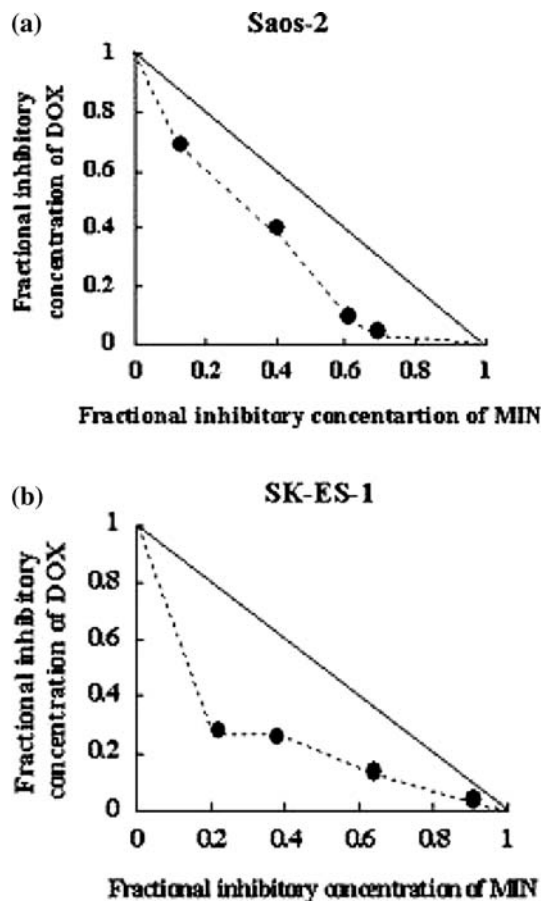 (a)
Saos-2
Fractional inhibitory
concentration of DOX
1
0.8
0.6
0.4
0.2
0
0 0.2 0.4 0.6 0.8 1
Fractional inhibitory concentartion of MIN
(b)
SK-ES-1
Fractional inhibitory
concentration of DOX
1
0.8
0.6
0.4
0.2
0
0 0.2 0.4 0.6 0.8 1
Fractional inhibitory concentration of MIN